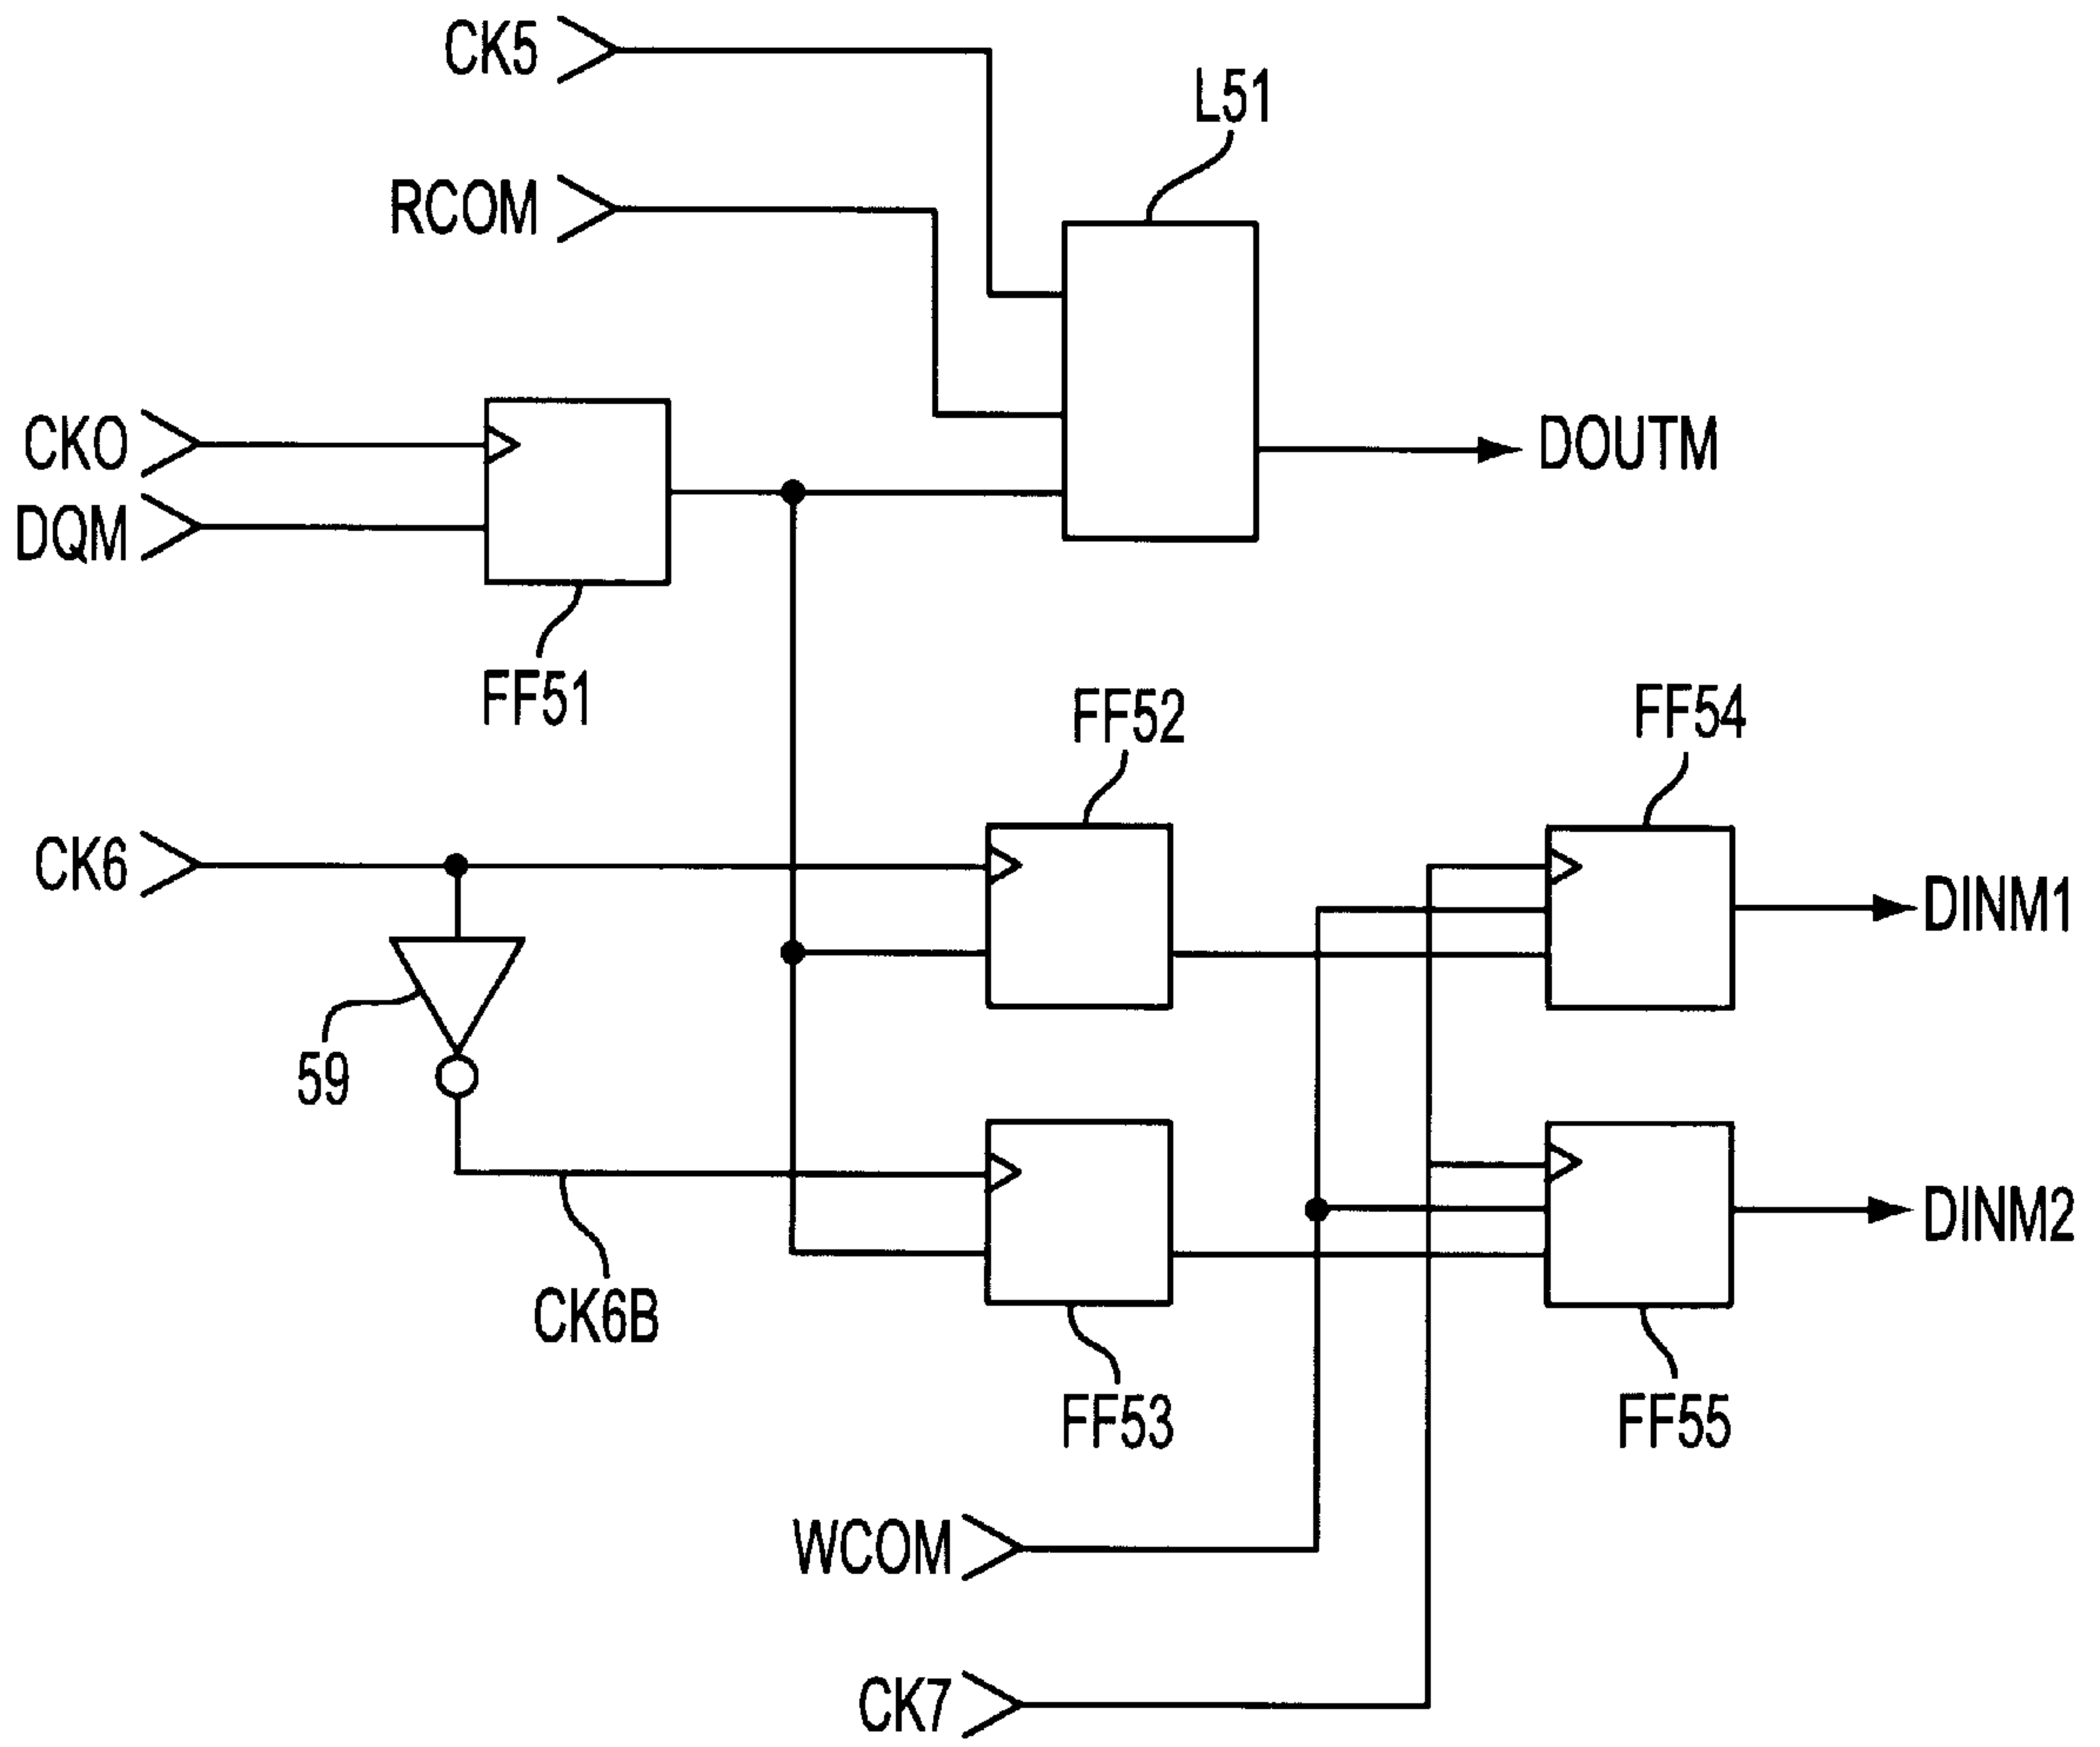 CK5
L51
RCOM
CKO
DQM
DOUTM
FF51
FF52
FF54
CK6
DINM1
59
CK6B
DINM2
FF53
FF55
WCOM
CK7